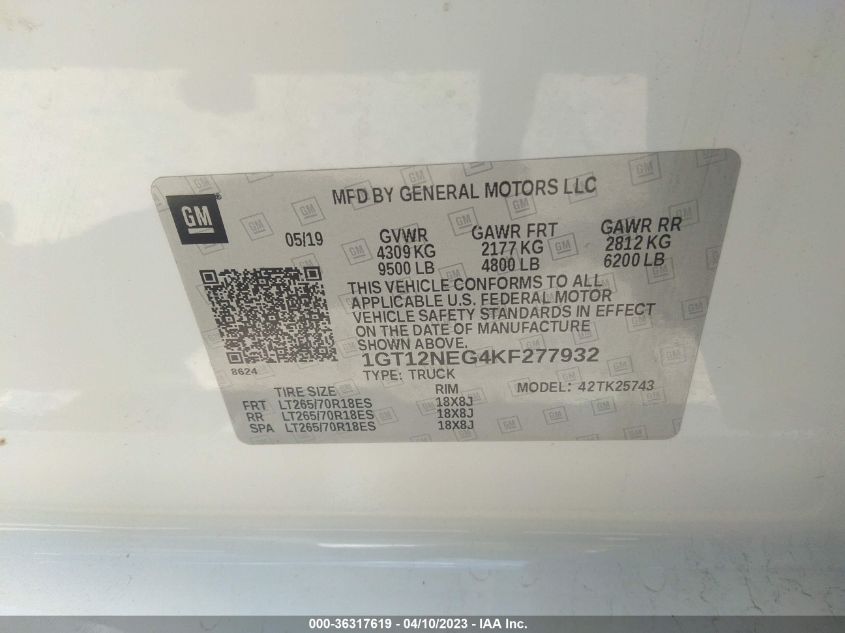 GM
MFD BY GENERAL MOTORS LLC
05/19
GVWR
4309 KG
9500 LB
GAWR FRT
2177 KG
4800 LB
GAWR RR
2812 KG
6200 LB
THIS VEHICLE CONFORMS TO ALL
APPLICABLE U.S. FEDERAL MOTOR
VEHICLE SAFETY STANDARDS IN EFFECT
ON THE DATE OF MANUFACTURE
SHOWN ABOVE.
8624
1GT12NEG4KF277932
TYPE: TRUCK
MODEL: 42TK25743
TIRE SIZE RIM
FRT LT265/70R18ES 18X8J
RR LT265/70R18ES 18X8J
SPA LT265/70R18ES 18X8J
000-36317619 - 04/10/2023 - IAA Inc.